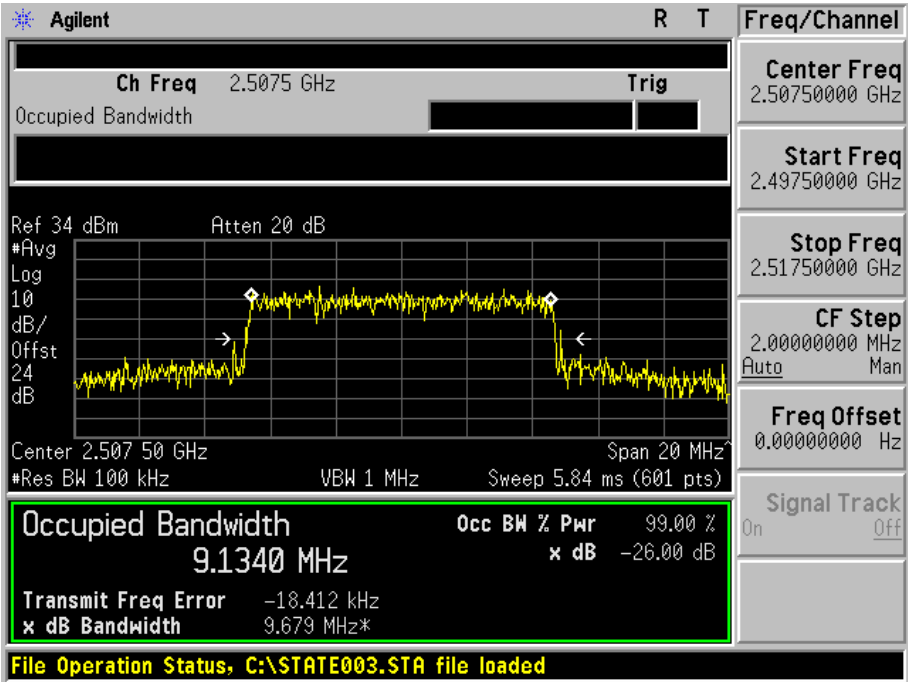 Agilent
R T
Freq/Channel
Ch Freq 2.5075 GHz Trig
Occupied Bandwidth
Center Freq
2.50750000 GHz
Start Freq
2.49750000 GHz
Stop Freq
2.51750000 GHz
CF Step
2.00000000 MHz
Auto Man
Freq Offset
0.00000000 Hz
Signal Track
On Off
Ref 34 dBm Atten 20 dB
#Avg
Log
10
dB/
Offst
24
dB
Center 2.507 50 GHz Span 20 MHz^
#Res BW 100 kHz VBW 1 MHz Sweep 5.84 ms (601 pts)
Occupied Bandwidth
9.1340 MHz
Occ BW % Pwr 99.00 %
x dB -26.00 dB
Transmit Freq Error -18.412 kHz
x dB Bandwidth 9.679 MHz*
File Operation Status, C:\STATE003.STA file loaded